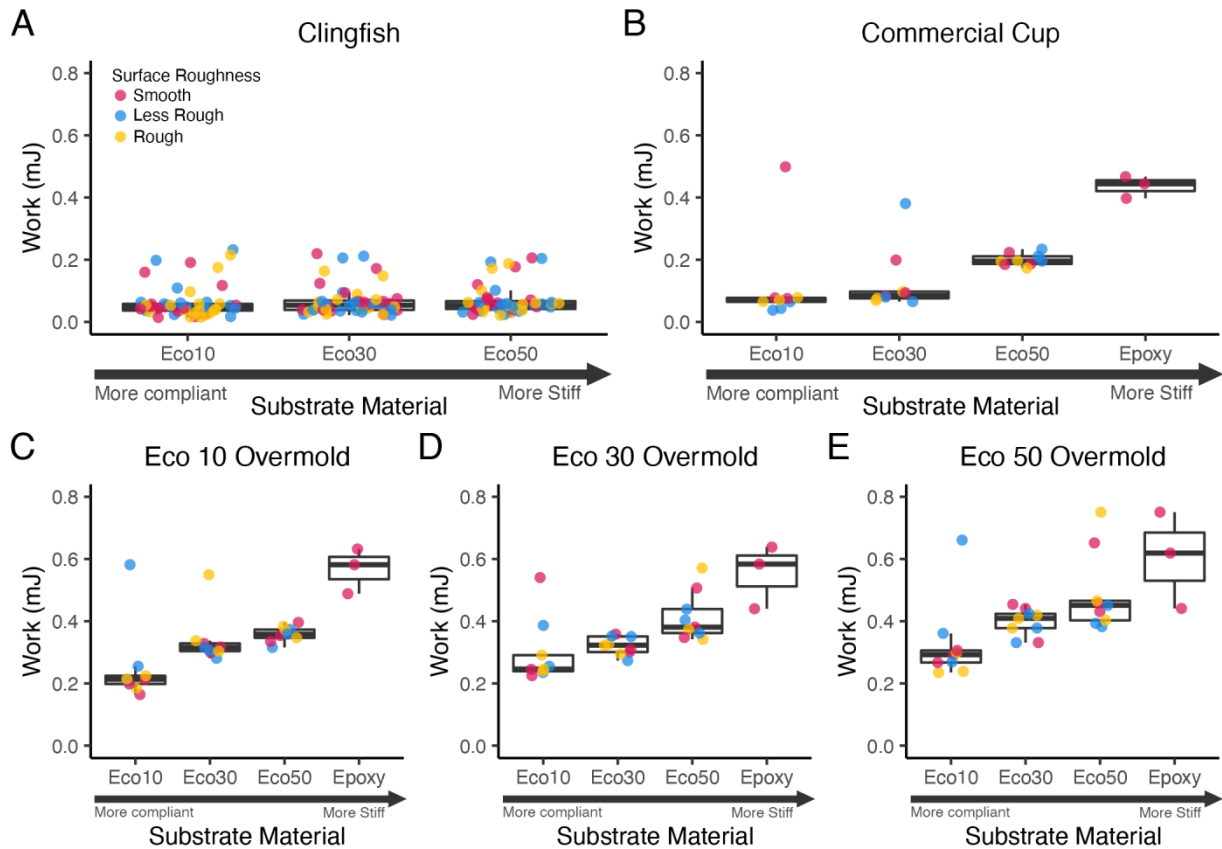 A
Clingfish
Surface Roughness
Smooth
Less Rough
Rough
Work (mJ)
0.8
0.6
0.4
0.2
0.0
Eco10 Eco30 Eco50
More compliant More Stiff
Substrate Material
B
Commercial Cup
Work (mJ)
0.8
0.6
0.4
0.2
0.0
Eco10 Eco30 Eco50 Epoxy
More compliant More Stiff
Substrate Material
C
Eco 10 Overmold
Work (mJ)
0.8
0.6
0.4
0.2
0.0
Eco10 Eco30 Eco50 Epoxy
More compliant More Stiff
Substrate Material
D
Eco 30 Overmold
Work (mJ)
0.8
0.6
0.4
0.2
0.0
Eco10 Eco30 Eco50 Epoxy
More compliant More Stiff
Substrate Material
E
Eco 50 Overmold
Work (mJ)
0.8
0.6
0.4
0.2
0.0
Eco10 Eco30 Eco50 Epoxy
More compliant More Stiff
Substrate Material